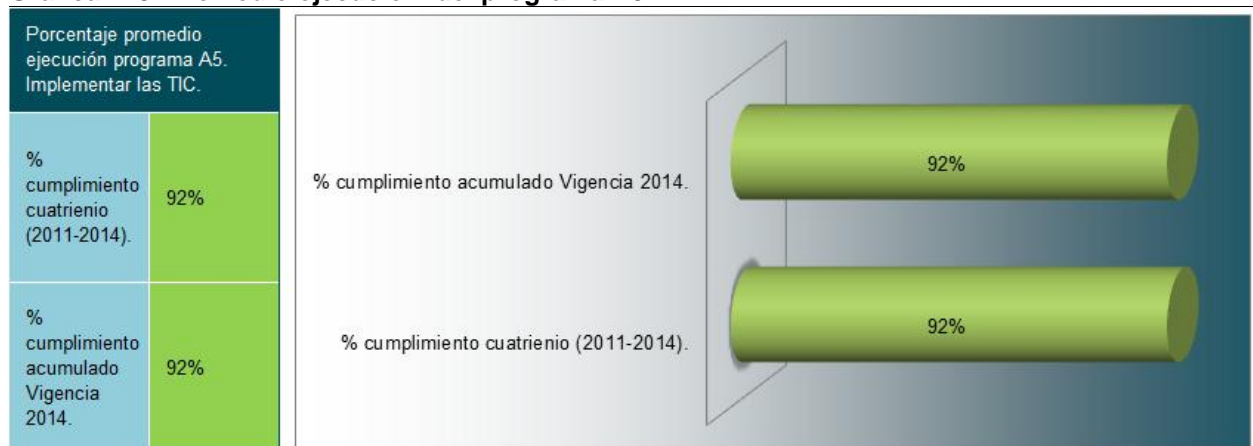 Porcentaje promedio
ejecución programa A5.
Implementar las TIC.
%
cumplimiento
cuatrienio
(2011-2014).
92%
%
cumplimiento
acumulado
Vigencia
2014.
92%
% cumplimiento acumulado Vigencia 2014.
92%
% cumplimiento cuatrienio (2011-2014).
92%